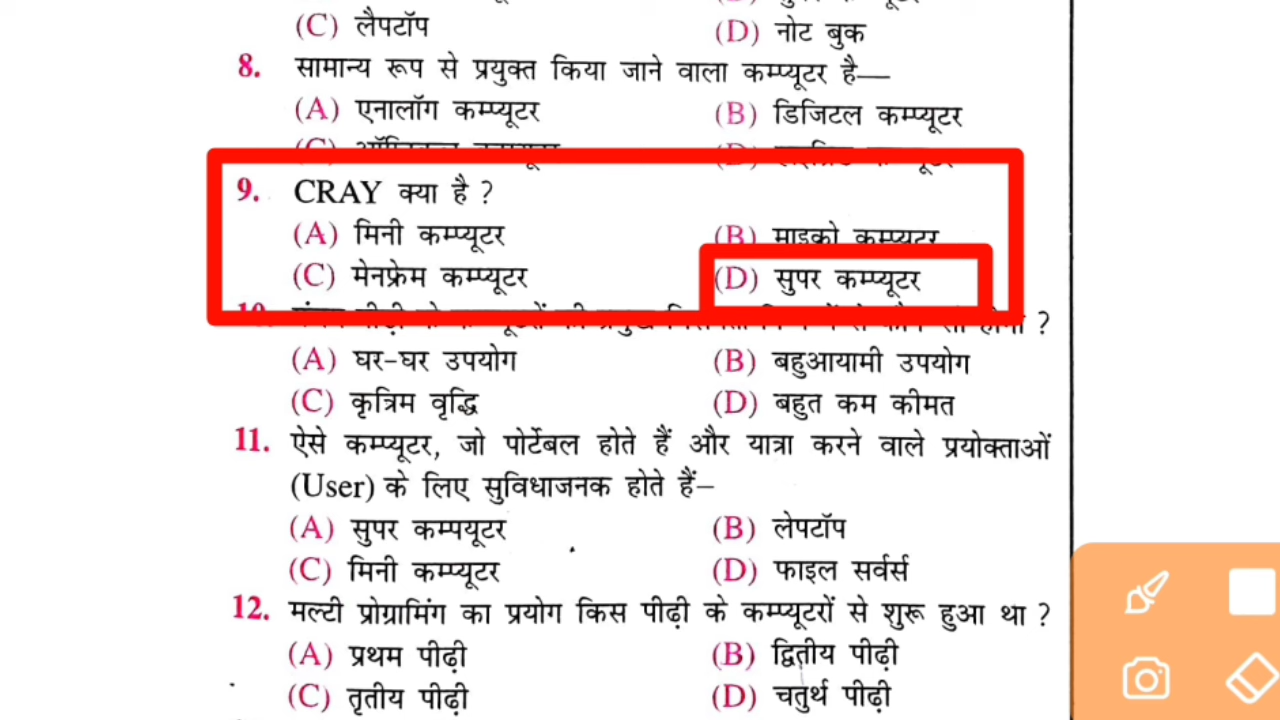 (C) लैपटॉप (D) नोट बुक
8. सामान्य रूप से प्रयुक्त किया जाने वाला कम्प्यूटर है—
(A) एनालॉग कम्प्यूटर (B) डिजिटल कम्प्यूटर
9. CRAY क्या है ?
(A) मिनी कम्प्यूटर (B) माइक्रो कम्प्यूटर
(C) मेनफ्रेम कम्प्यूटर (D) सुपर कम्प्यूटर
?
(A) घर-घर उपयोग (B) बहुआयामी उपयोग
(C) कृत्रिम वृद्धि (D) बहुत कम कीमत
11. ऐसे कम्प्यूटर, जो पोर्टेबल होते हैं और यात्रा करने वाले प्रयोक्ताओं
(User) के लिए सुविधाजनक होते हैं–
(A) सुपर कम्पयूटर (B) लेपटॉप
(C) मिनी कम्प्यूटर (D) फाइल सर्वर्स
12. मल्टी प्रोग्रामिंग का प्रयोग किस पीढ़ी के कम्प्यूटरों से शुरू हुआ था ?
(A) प्रथम पीढ़ी (B) द्वितीय पीढ़ी
(C) तृतीय पीढ़ी (D) चतुर्थ पीढ़ी